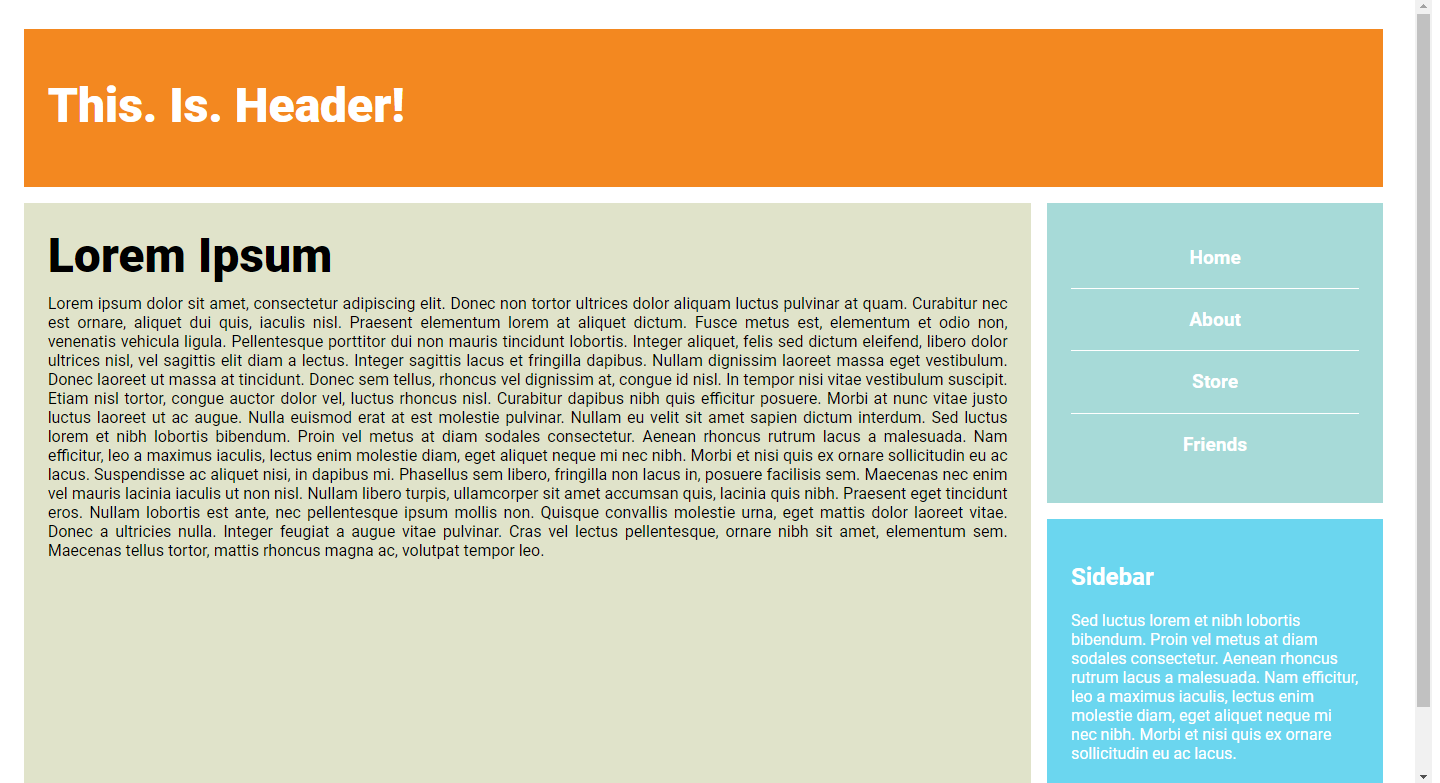 This. Is. Header!
Lorem Ipsum
Lorem ipsum dolor sit amet, consectetur adipiscing elit. Donec non tortor ultrices dolor aliquam luctus pulvinar at quam. Curabitur nec
est ornare, aliquet dui quis, iaculis nisl. Praesent elementum lorem at aliquet dictum. Fusce metus est, elementum et odio non,
venenatis vehicula ligula. Pellentesque porttitor dui non mauris tincidunt lobortis. Integer aliquet, felis sed dictum eleifend, libero dolor
ultrices nisl, vel sagittis elit diam a lectus. Integer sagittis lacus et fringilla dapibus. Nullam dignissim laoreet massa eget vestibulum.
Donec laoreet ut massa at tincidunt. Donec sem tellus, rhoncus vel dignissim at, congue id nisl. In tempor nisi vitae vestibulum suscipit.
Etiam nisl tortor, congue auctor dolor vel, luctus rhoncus nisl. Curabitur dapibus nibh quis efficitur posuere. Morbi at nunc vitae justo
luctus laoreet ut ac augue. Nulla euismod erat at est molestie pulvinar. Nullam eu velit sit amet sapien dictum interdum. Sed luctus
lorem et nibh lobortis bibendum. Proin vel metus at diam sodales consectetur. Aenean rhoncus rutrum lacus a malesuada. Nam
efficitur, leo a maximus iaculis, lectus enim molestie diam, eget aliquet neque mi nec nibh. Morbi et nisi quis ex ornare sollicitudin eu ac
lacus. Suspendisse ac aliquet nisi, in dapibus mi. Phasellus sem libero, fringilla non lacus in, posuere facilisis sem. Maecenas nec enim
vel mauris lacinia iaculis ut non nisl. Nullam libero turpis, ullamcorper sit amet accumsan quis, lacinia quis nibh. Praesent eget tincidunt
eros. Nullam lobortis est ante, nec pellentesque ipsum mollis non. Quisque convallis molestie urna, eget mattis dolor laoreet vitae.
Donec a ultricies nulla. Integer feugiat a augue vitae pulvinar. Cras vel lectus pellentesque, ornare nibh sit amet, elementum sem.
Maecenas tellus tortor, mattis rhoncus magna ac, volutpat tempor leo.
Home
About
Store
Friends
Sidebar
Sed luctus lorem et nibh lobortis
bibendum. Proin vel metus at diam
sodales consectetur. Aenean rhoncus
rutrum lacus a malesuada. Nam efficitur,
leo a maximus iaculis, lectus enim
molestie diam, eget aliquet neque mi
nec nibh. Morbi et nisi quis ex ornare
sollicitudin eu ac lacus.